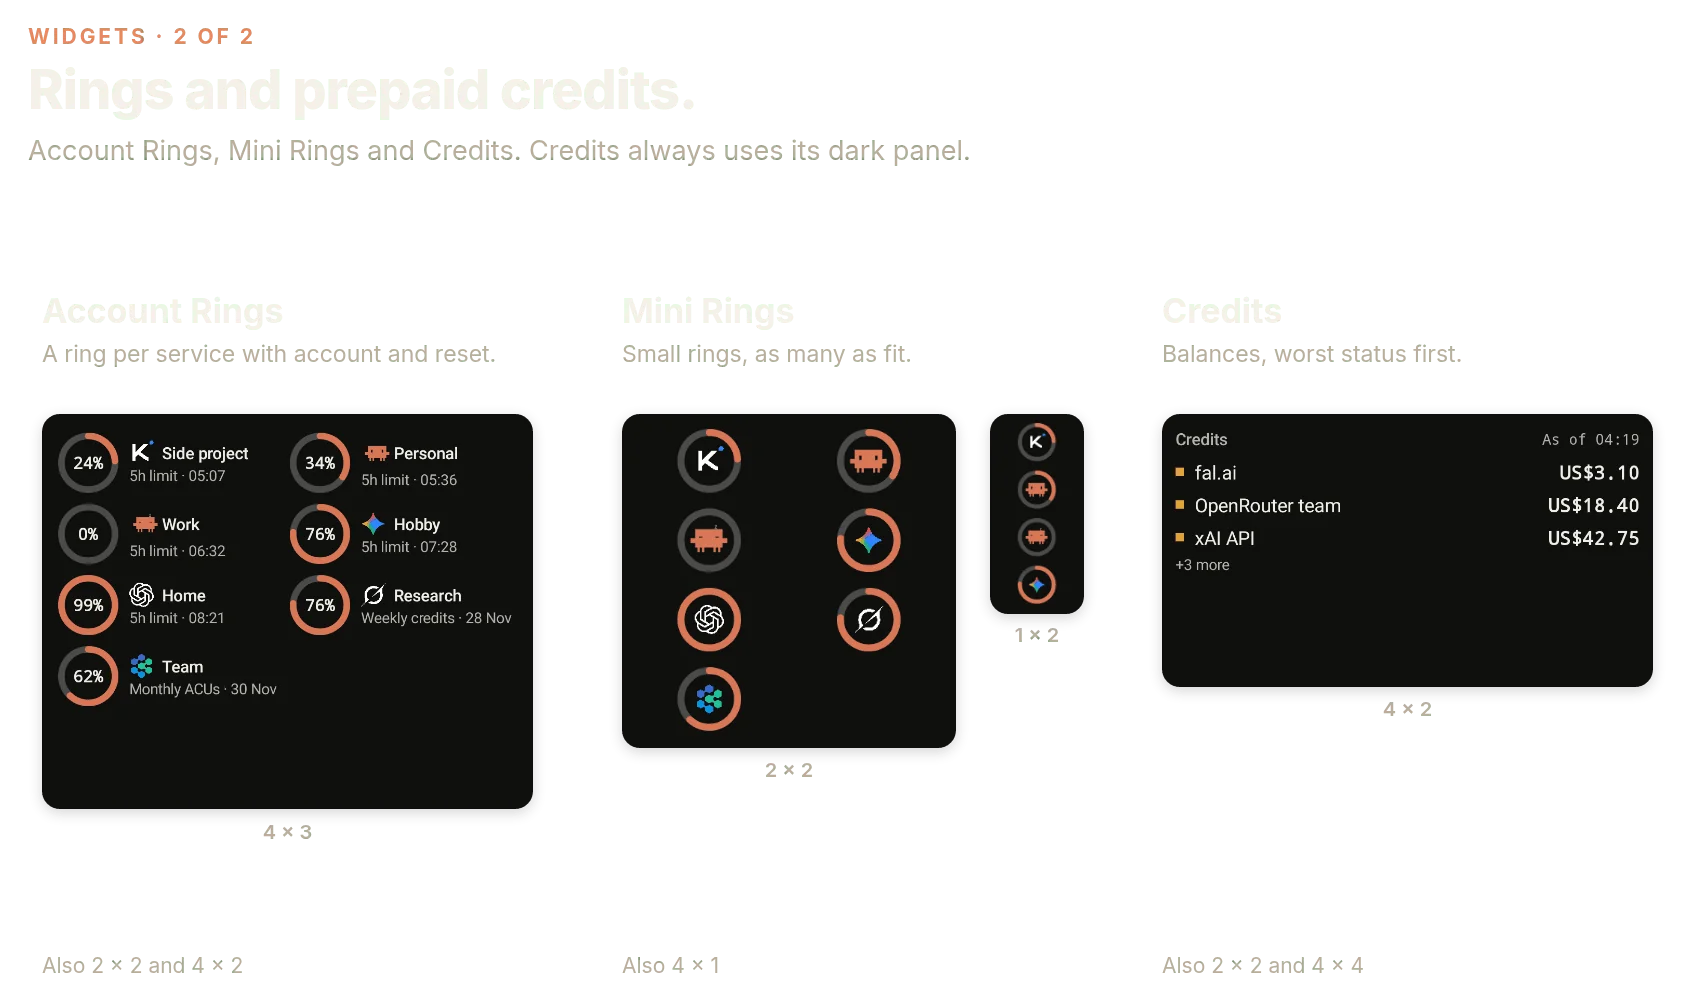 WIDGETS · 2 OF 2
Rings and prepaid credits.
Account Rings, Mini Rings and Credits. Credits always uses its dark panel.
Account Rings
A ring per service with account and reset.
24%
Side project
5h limit · 05:07
34%
Personal
5h limit · 05:36
0%
Work
5h limit · 06:32
76%
Hobby
5h limit · 07:28
99%
Home
5h limit · 08:21
76%
Research
Weekly credits · 28 Nov
62%
Team
Monthly ACUs · 30 Nov
4 × 3
Also 2 × 2 and 4 × 2
Mini Rings
Small rings, as many as fit.
2 × 2
1 × 2
Also 4 × 1
Credits
Balances, worst status first.
Credits As of 04:19
fal.ai US$3.10
OpenRouter team US$18.40
xAI API US$42.75
+3 more
4 × 2
Also 2 × 2 and 4 × 4